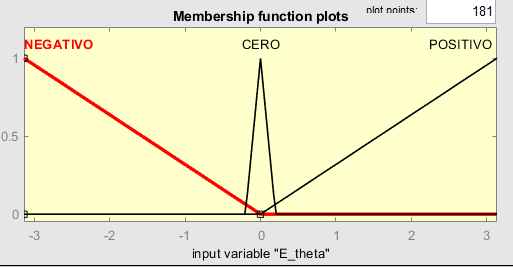 Membership function plots
plot points:
181
NEGATIVO
CERO
POSITIVO
1
0.5
0
-3
-2
-1
0
1
2
3
input variable "E_theta"